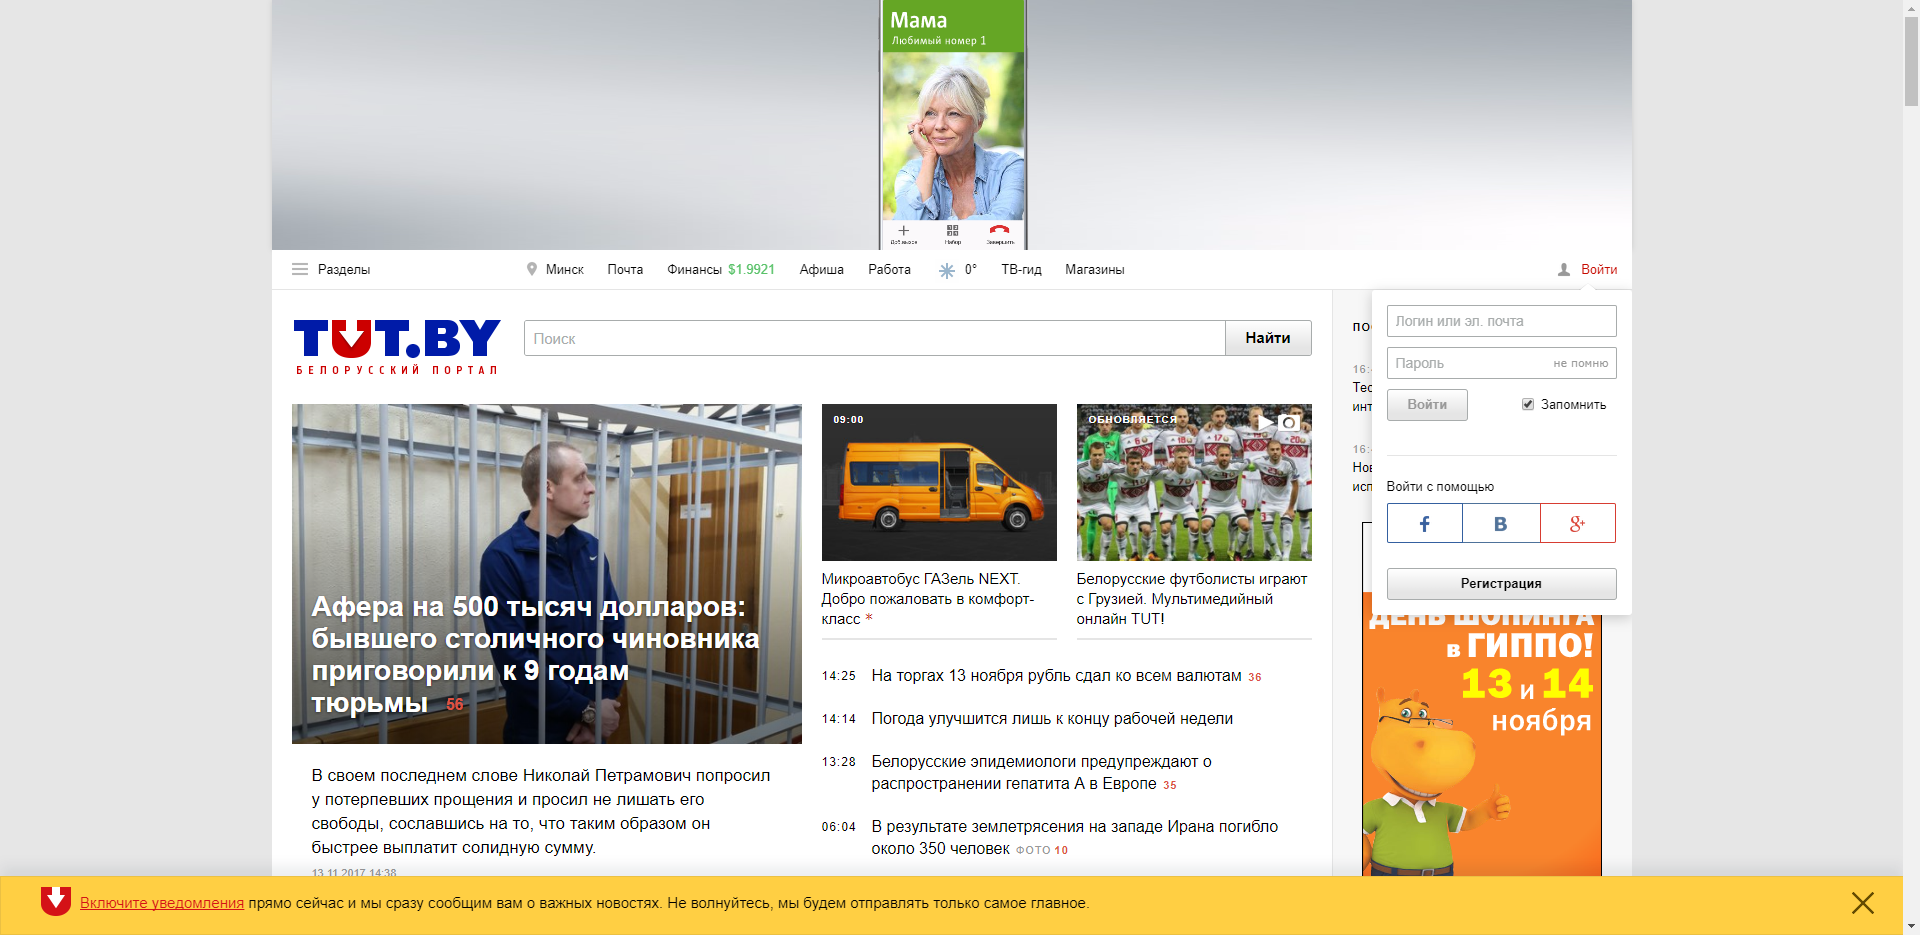 Мама
Любимый номер 1
Набор
Завершить
Разделы
Минск
Почта
Финансы $1.9921
Афиша
Работа
0°
ТВ-гид
Магазины
Войти
TUT.BY
БЕЛОРУССКИЙ ПОРТАЛ
Поиск
Найти
Логин или эл. почта
Пароль
не помню
Войти
Запомнить
Войти с помощью
f
В
g+
Регистрация
16:
16:
Афера на 500 тысяч долларов:
бывшего столичного чиновника
приговорили к 9 годам
тюрьмы 56
В своем последнем слове Николай Петрамович попросил
у потерпевших прощения и просил не лишать его
свободы, сославшись на то, что таким образом он
быстрее выплатит солидную сумму.
13.11.2017 14:38
09:00
Микроавтобус ГАЗель NEXT.
Добро пожаловать в комфорт-
класс *
ОБНОВЛЯЕТСЯ
Белорусские футболисты играют
с Грузией. Мультимедийный
онлайн TUT!
14:25 На торгах 13 ноября рубль сдал ко всем валютам 36
14:14 Погода улучшится лишь к концу рабочей недели
13:28 Белорусские эпидемиологи предупреждают о
распространении гепатита А в Европе 35
06:04 В результате землетрясения на западе Ирана погибло
около 350 человек ФОТО 10
ДЕНЬ ШОПИНГА
в ГИППО!
13 и 14
ноября
Включите уведомления прямо сейчас и мы сразу сообщим вам о важных новостях. Не волнуйтесь, мы будем отправлять только самое главное.